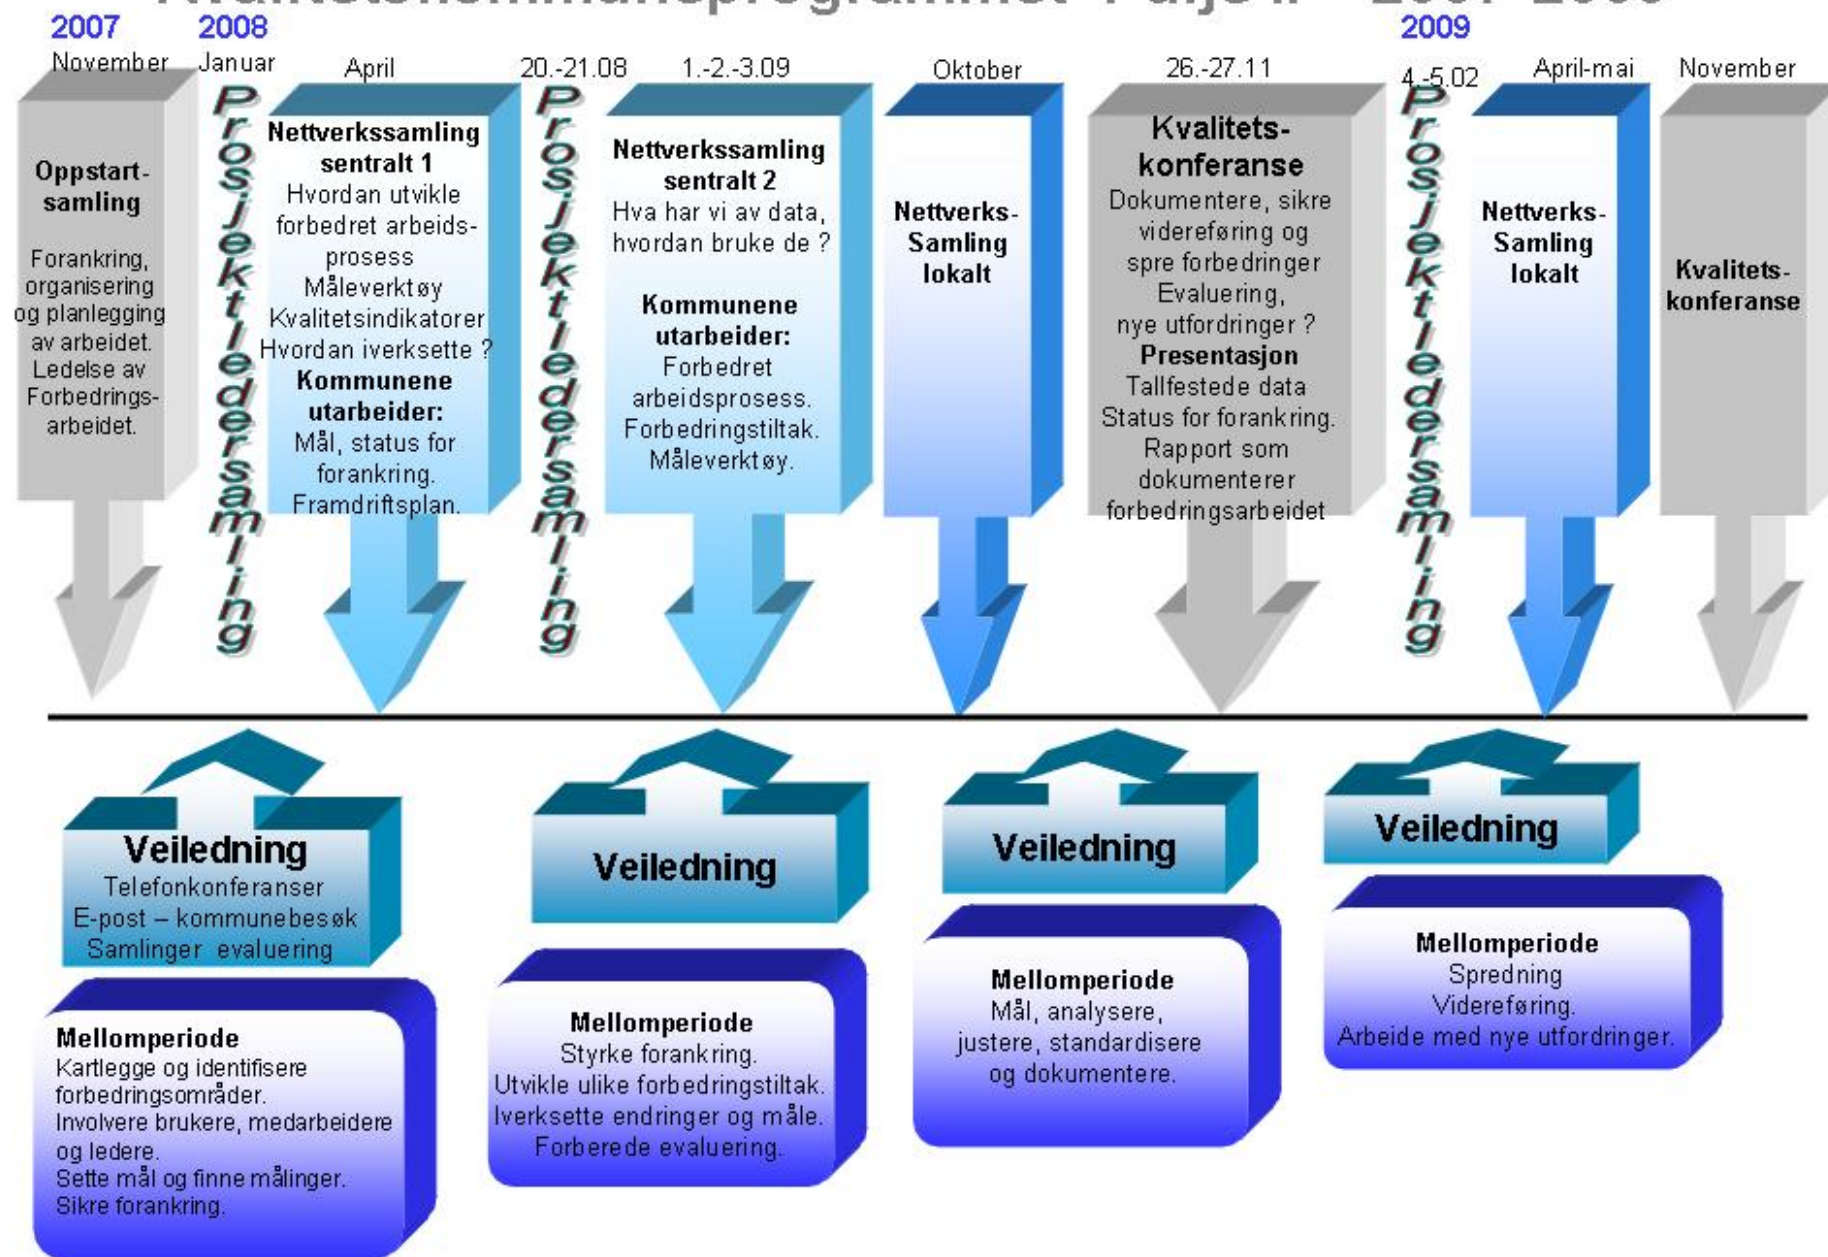 2007
2008
2009
November
Januar
April
20.-21.08
1.-2.-3.09
Oktober
26.-27.11
4.-5.02
April-mai
November
Oppstart-
samling
Forankring,
organisering
og planlegging
av arbeidet.
Ledelse av
Forbedrings-
arbeidet.
Prosjektledersamling
Nettverkssamling
sentralt 1
Hvordan utvikle
forbedret arbeids-
prosess
Måleverktøy
Kvalitetsindikatorer
Hvordan iverksette ?
Kommunene
utarbeider:
Mål, status for
forankring.
Framdriftsplan.
Prosjektledersamling
Nettverkssamling
sentralt 2
Hva har vi av data,
hvordan bruke de ?
Kommunene
utarbeider:
Forbedret
arbeidsprosess.
Forbedringstiltak.
Måleverktøy.
Nettverks-
Samling
lokalt
Kvalitets-
konferanse
Dokumentere, sikre
videreføring og
spre forbedringer
Evaluering,
nye utfordringer ?
Presentasjon
Tallfestede data
Status for forankring.
Rapport som
dokumenterer
forbedringsarbeidet
Prosjektledersamling
Nettverks-
Samling
lokalt
Kvalitets-
konferanse
Veiledning
Telefonkonferanser
E-post – kommunebesøk
Samlinger evaluering
Veiledning
Veiledning
Veiledning
Mellomperiode
Kartlegge og identifisere
forbedringsområder.
Involvere brukere, medarbeidere
og ledere.
Sette mål og finne målinger.
Sikre forankring.
Mellomperiode
Styrke forankring.
Utvikle ulike forbedringstiltak.
Iverksette endringer og måle.
Forberede evaluering.
Mellomperiode
Mål, analysere,
justere, standardisere
og dokumentere.
Mellomperiode
Spredning
Videreføring.
Arbeide med nye utfordringer.